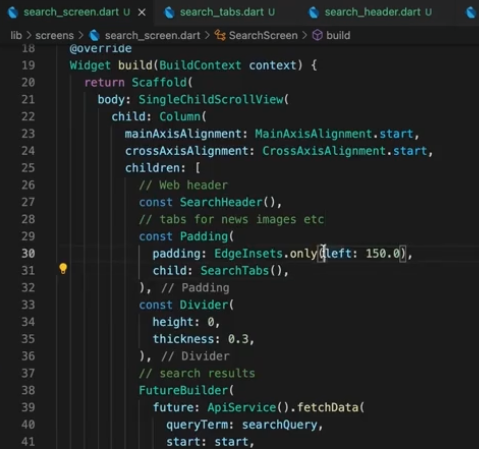 search_screen.dart U × search_tabs.dart U search_header.dart U
lib > screens > search_screen.dart > SearchScreen > build
18 @override
19 Widget build(BuildContext context) {
20 return Scaffold(
21 body: SingleChildScrollView(
22 child: Column(
23 mainAxisAlignment: MainAxisAlignment.start,
24 crossAxisAlignment: CrossAxisAlignment.start,
25 children: [
26 // Web header
27 const SearchHeader(),
28 // tabs for news images etc
29 const Padding(
30 padding: EdgeInsets.only(left: 150.0),
31 child: SearchTabs(),
32 ), // Padding
33 const Divider(
34 height: 0,
35 thickness: 0.3,
36 ), // Divider
37 // search results
38 FutureBuilder(
39 future: ApiService().fetchData(
40 queryTerm: searchQuery,
41 start: start,